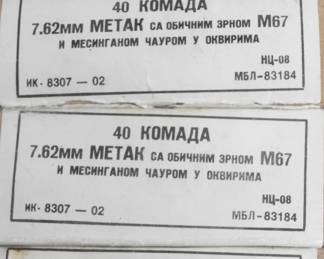 40 КОМАДА
7.62мм МЕТАК СА ОБИЧНИМ ЗРНОМ М67
И МЕСИНГАНОМ ЧАУРОМ У ОКВИРИМА
НЦ-08
ИК- 8307 — 02 МБЛ-83184
40 КОМАДА
7.62мм МЕТАК СА ОБИЧНИМ ЗРНОМ М67
И МЕСИНГАНОМ ЧАУРОМ У ОКВИРИМА
НЦ-08
ИК- 8307 — 02 МБЛ-83184